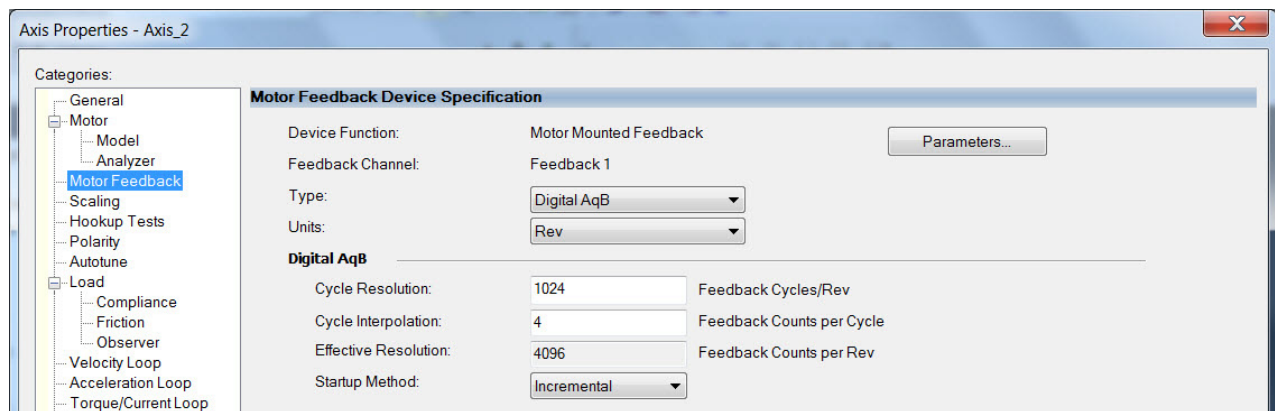 Axis Properties - Axis_2
X
Categories:
General
Motor
Model
Analyzer
Motor Feedback
Scaling
Hookup Tests
Polarity
Autotune
Load
Compliance
Friction
Observer
Velocity Loop
Acceleration Loop
Torque/Current Loop
Motor Feedback Device Specification
Device Function: Motor Mounted Feedback
Parameters...
Feedback Channel: Feedback 1
Type: Digital AqB
Units: Rev
Digital AqB
Cycle Resolution: 1024 Feedback Cycles/Rev
Cycle Interpolation: 4 Feedback Counts per Cycle
Effective Resolution: 4096 Feedback Counts per Rev
Startup Method: Incremental